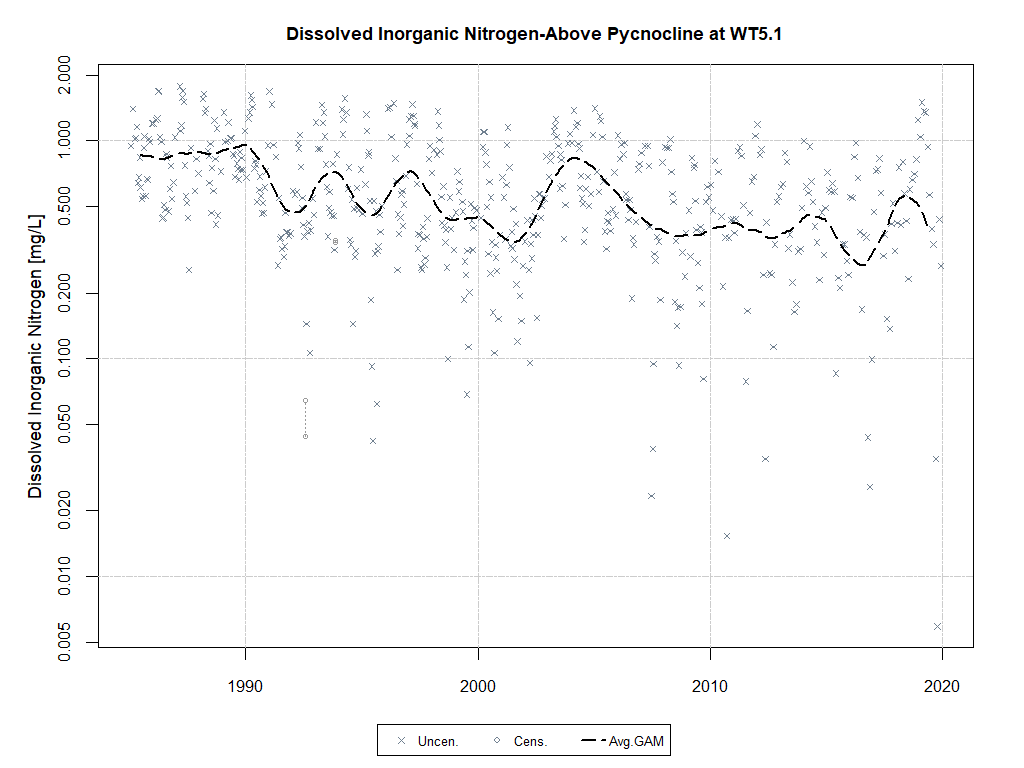 Dissolved Inorganic Nitrogen-Above Pycnocline at WT5.1
Dissolved Inorganic Nitrogen [mg/L]
2.000
1.000
0.500
0.200
0.100
0.050
0.020
0.010
0.005
1990 2000 2010 2020
Uncen. Cens. Avg.GAM